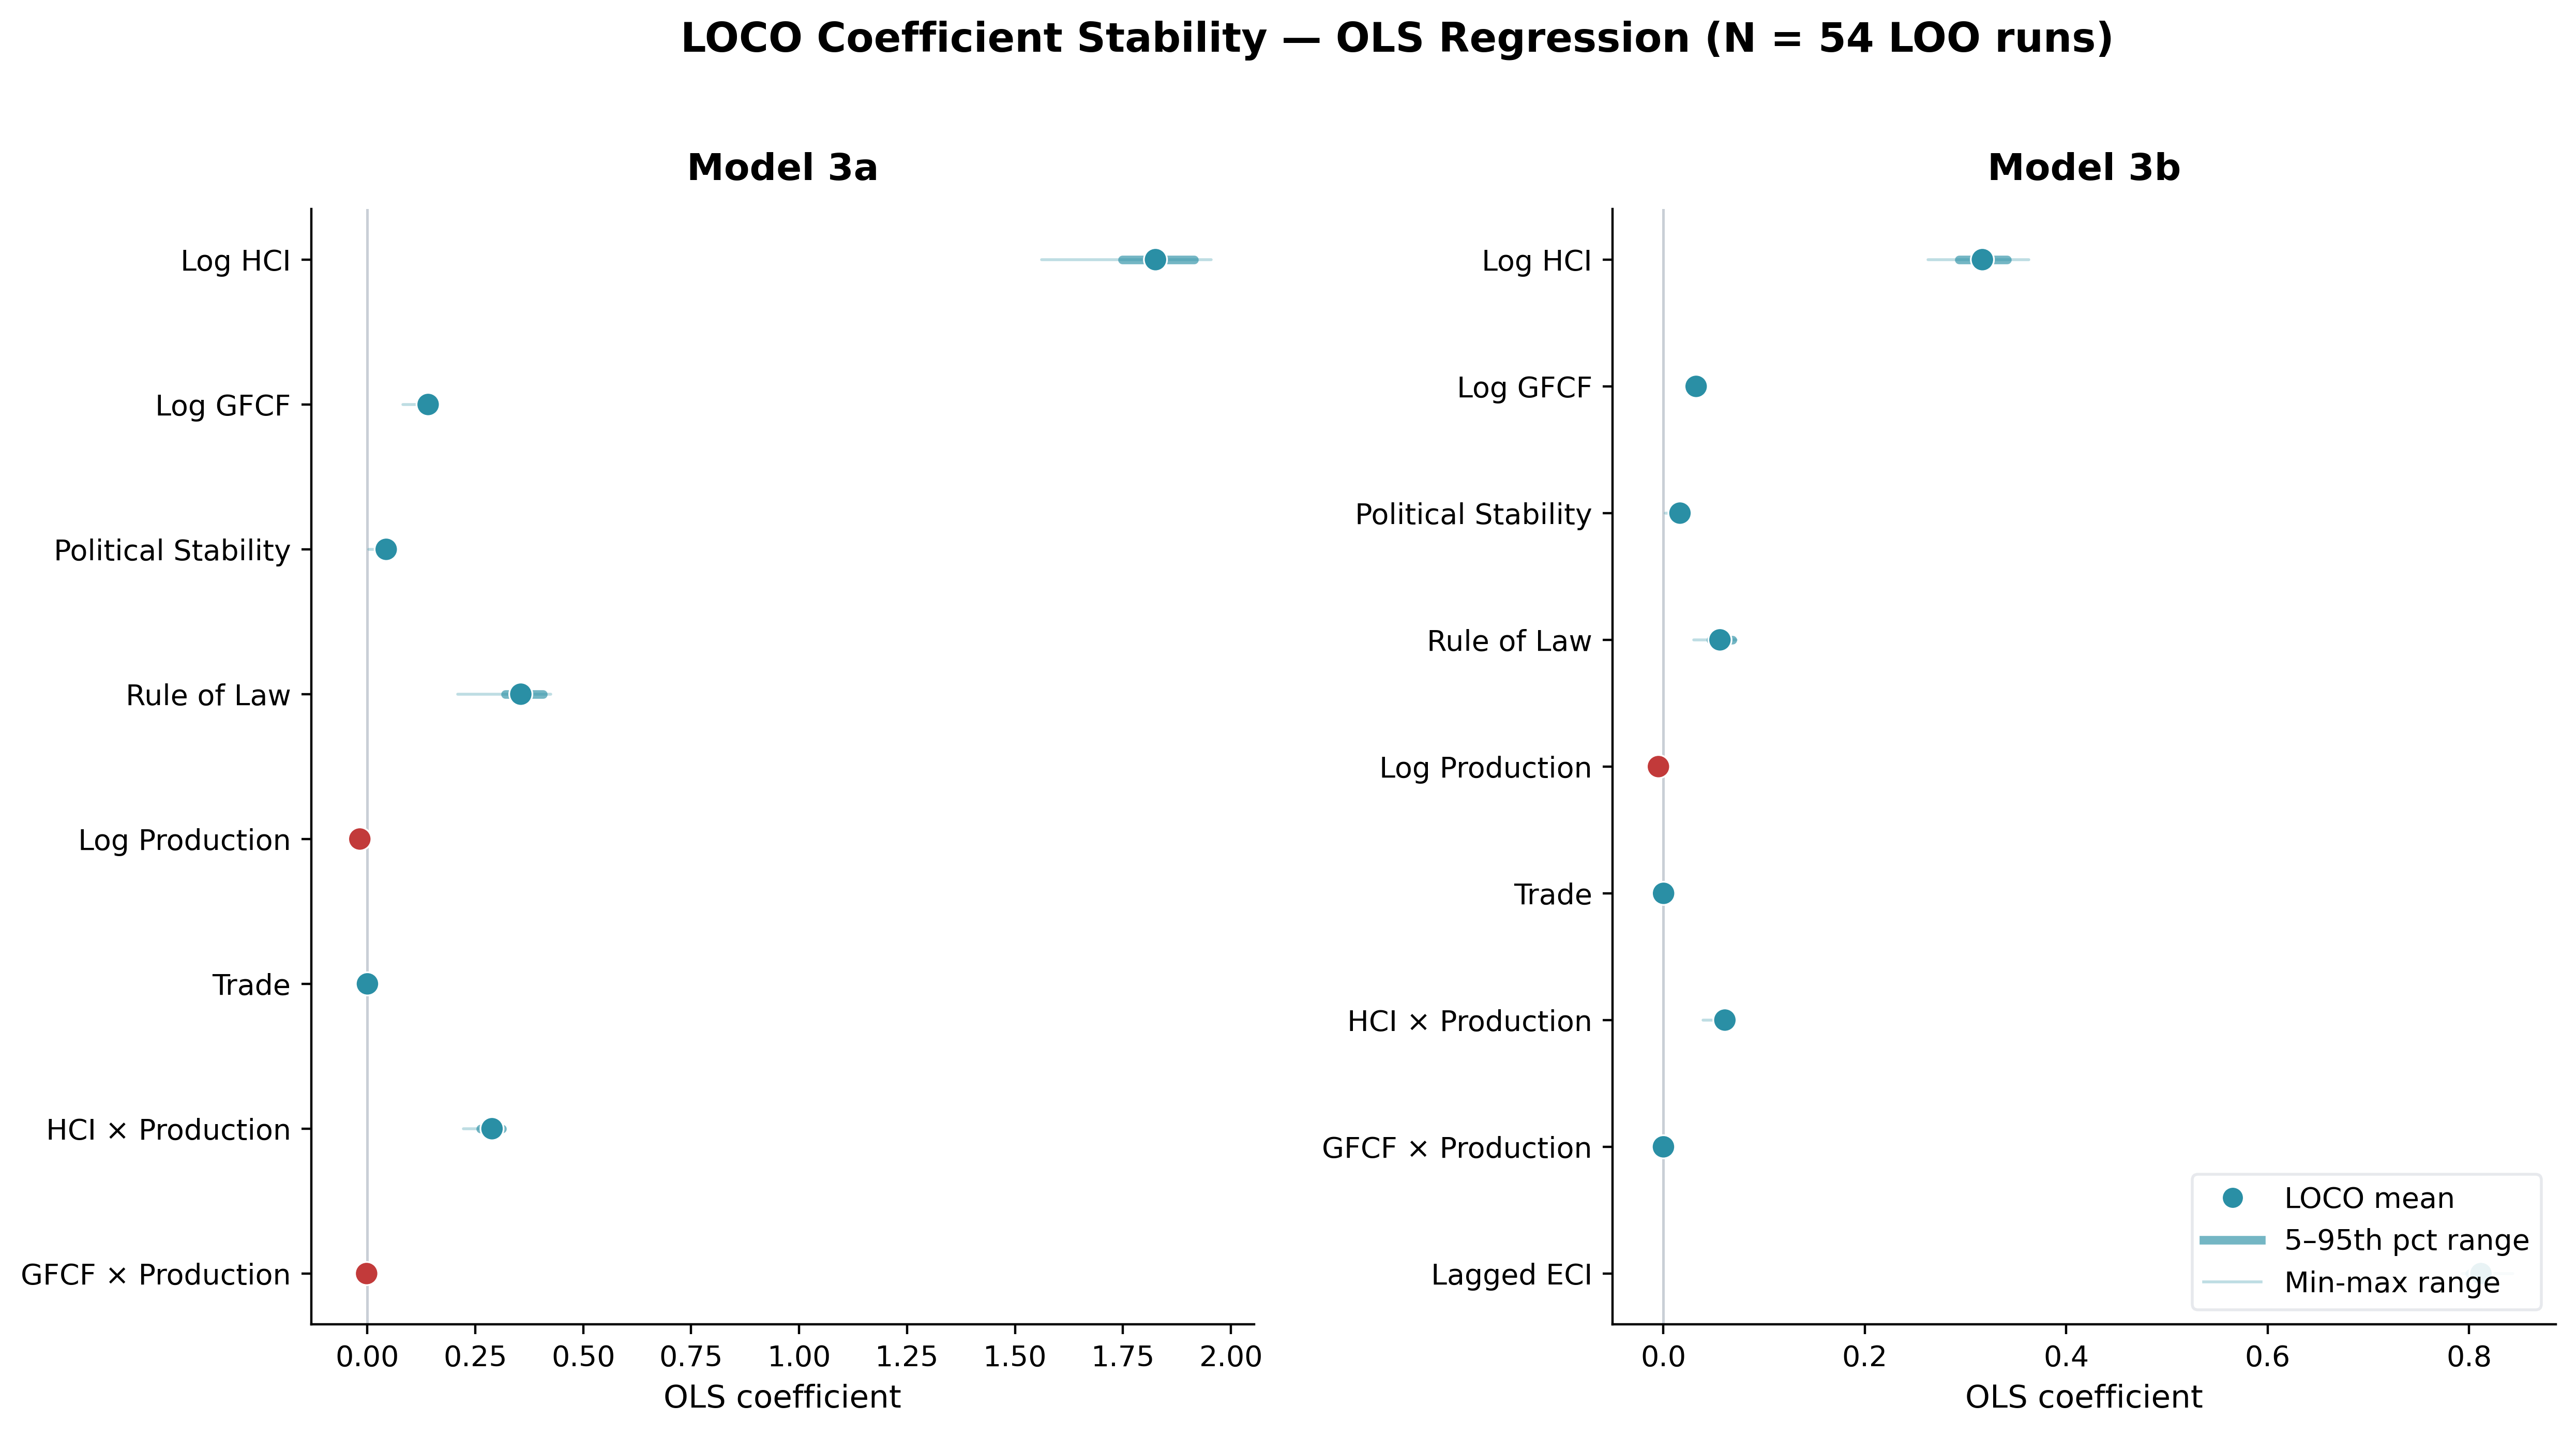 LOCO Coefficient Stability — OLS Regression (N = 54 LOO runs)
Model 3a
Log HCI
Log GFCF
Political Stability
Rule of Law
Log Production
Trade
HCI × Production
GFCF × Production
0.00 0.25 0.50 0.75 1.00 1.25 1.50 1.75 2.00
OLS coefficient
Model 3b
Log HCI
Log GFCF
Political Stability
Rule of Law
Log Production
Trade
HCI × Production
GFCF × Production
Lagged ECI
LOCO mean
5–95th pct range
Min-max range
0.0 0.2 0.4 0.6 0.8
OLS coefficient